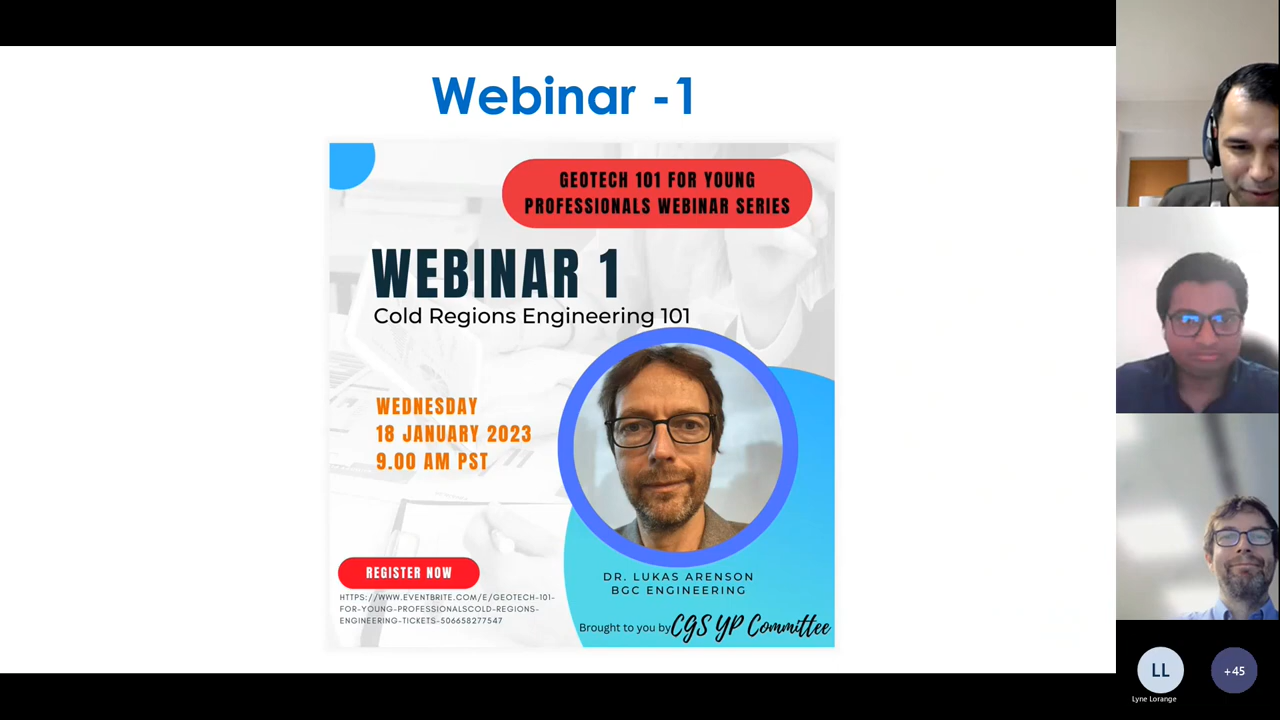 Webinar -1
GEOTECH 101 FOR YOUNG
PROFESSIONALS WEBINAR SERIES
WEBINAR 1
Cold Regions Engineering 101
WEDNESDAY
18 JANUARY 2023
9.00 AM PST
REGISTER NOW
HTTPS://WWW.EVENTBRITE.COM/E/GEOTECH-101-
FOR-YOUNG-PROFESSIONALSCOLD-REGIONS-
ENGINEERING-TICKETS-506658277547
DR. LUKAS ARENSON
BGC ENGINEERING
Brought to you by CGS YP Committee
LL
+45
Lyne Lorange